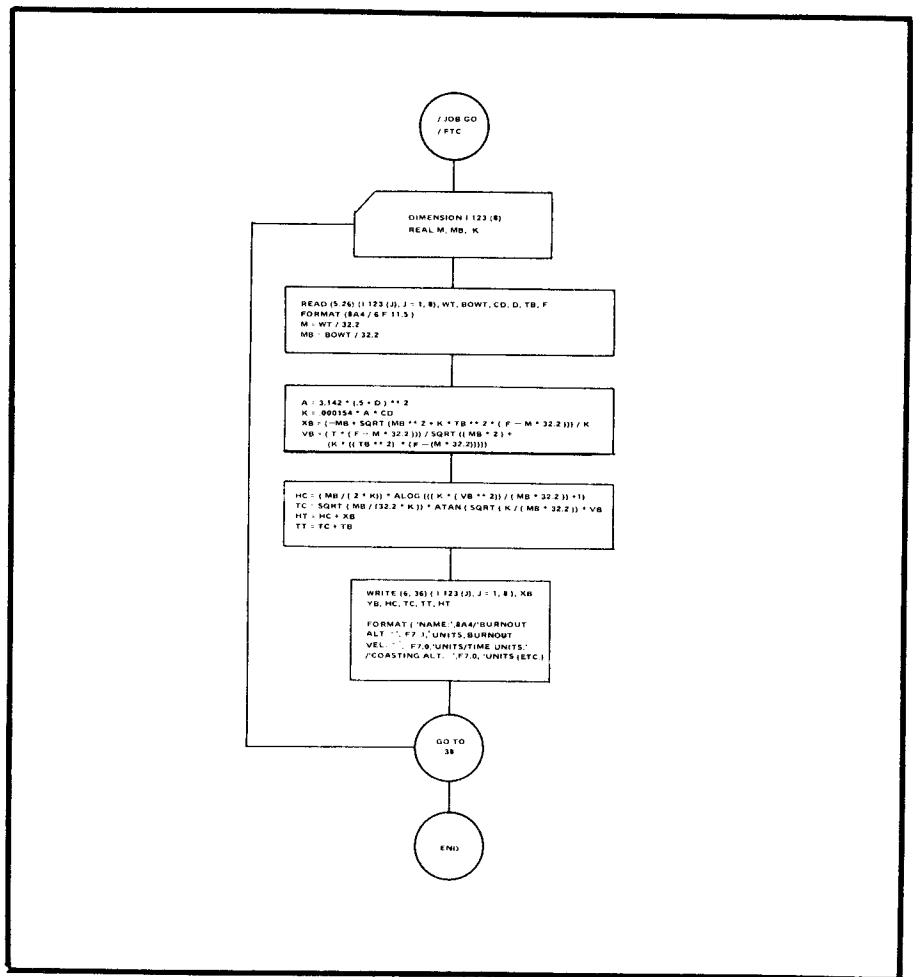 / JOB GO
/ FTC
DIMENSION I 123 (8)
REAL M, MB, K
READ (5.26) (I 123 (J), J = 1, 8), WT, BOWT, CD, D, TB, F
FORMAT (8A4 / 6 F 11.5 )
M = WT / 32.2
MB = BOWT / 32.2
A = 3.142 * (.5 * D ) ** 2
K = .000154 * A * CD
XB = (—MB + SQRT (MB ** 2 + K * TB ** 2 * ( F — M * 32.2 ))) / K
VB = ( T * ( F — M * 32.2 ))) / SQRT (( MB * 2 ) +
(K * (( TB ** 2) * (F — (M * 32.2)))))
HC = ( MB / ( 2 * K)) * ALOG ((( K * ( VB ** 2)) / ( MB * 32.2 )) +1)
TC = SQRT ( MB / (32.2 * K )) * ATAN ( SQRT ( K / ( MB * 32.2 )) * VB
HT = HC + XB
TT = TC + TB
WRITE (6, 36) ( I 123 (J), J = 1, 8 ), XB
YB, HC, TC, TT, HT
FORMAT ( 'NAME:',8A4/'BURNOUT
ALT. = ', F7.1,' UNITS, BURNOUT
VEL. = ', F7.0,'UNITS/TIME UNITS.'
/'COASTING ALT. = ',F7.0, 'UNITS (ETC.)
GO TO
38
END